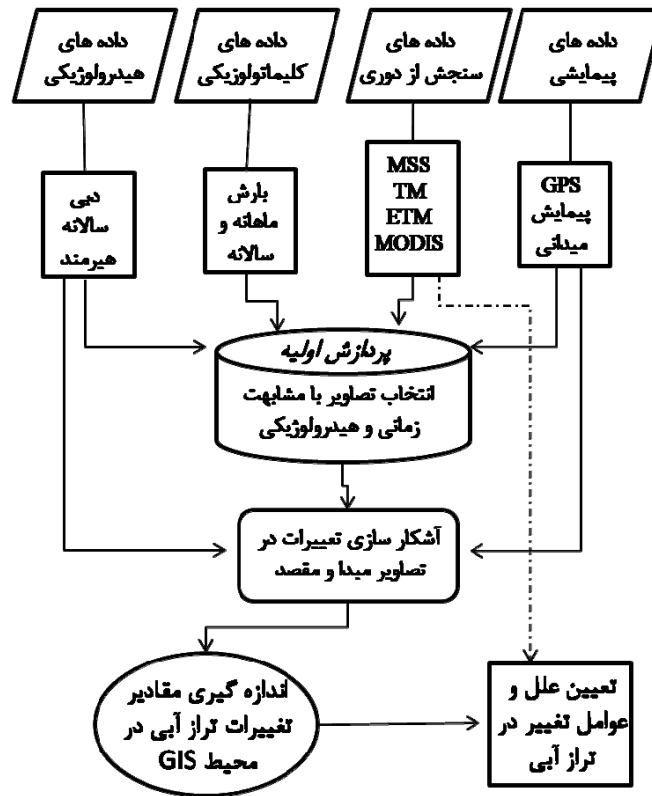 داده های
هیدرولوژیکی
داده های
کلیماتولوزیکی
داده های
سنجش از دوری
داده های
پیمایشی
دبی
سالانه
هیرمند
بارش
ماهانه و
سالانه
MSS
TM
ETM
MODIS
GPS
پیمایش
میدانی
پردازش اولیه
انتخاب تصاویر با مشابهت
زمانی و هیدرولوژیکی
آشکار سازی تعییرات در
تصاویر مبدا و مقصد
اندازه گیری مقادیر
تغییرات تراز آبی در
محیط GIS
تعیین علل و
عوامل تغییر در
تراز آبی